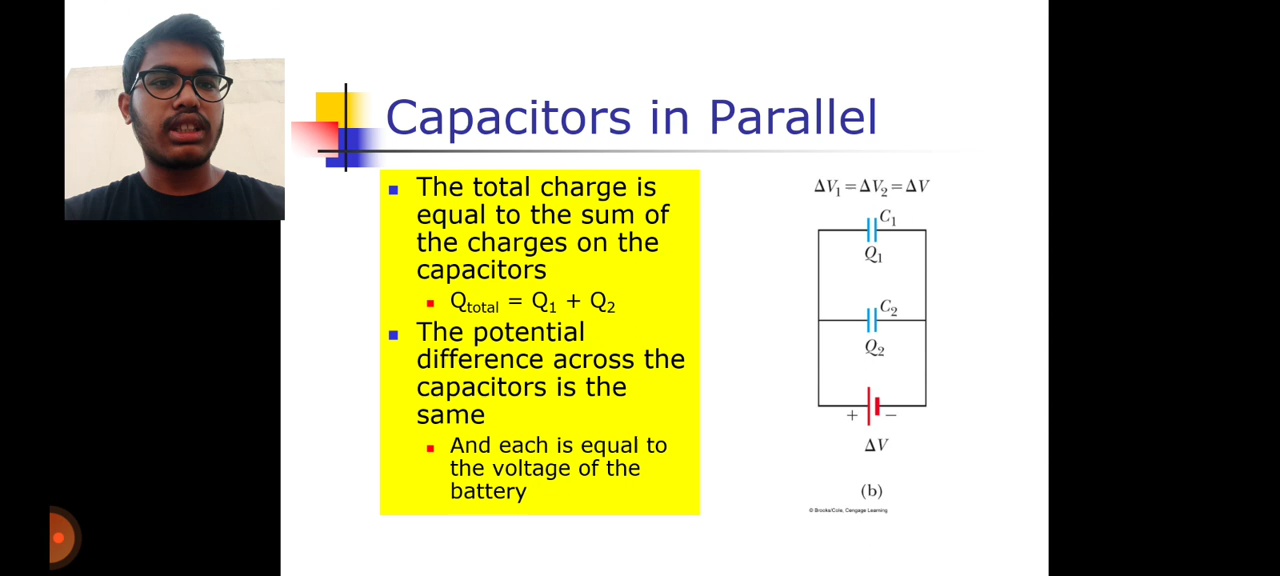 Capacitors in Parallel
The total charge is
equal to the sum of
the charges on the
capacitors
Qtotal = Q1 + Q2
The potential
difference across the
capacitors is the
same
And each is equal to
the voltage of the
battery
ΔV1 = ΔV2 = ΔV
C1
Q1
C2
Q2
+ −
ΔV
(b)
© Brooks/Cole, Cengage Learning